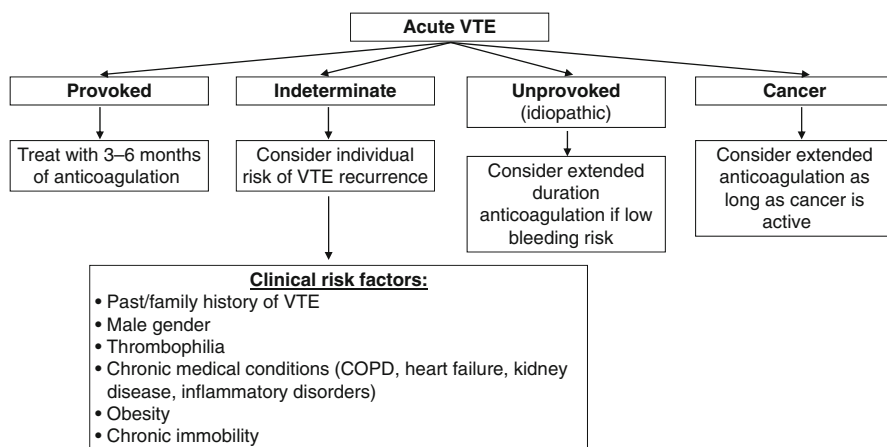 Acute VTE
Provoked
Treat with 3–6 months
of anticoagulation
Indeterminate
Consider individual
risk of VTE recurrence
Unprovoked
(idiopathic)
Consider extended
duration
anticoagulation if low
bleeding risk
Cancer
Consider extended
anticoagulation as
long as cancer is
active
Clinical risk factors:
• Past/family history of VTE
• Male gender
• Thrombophilia
• Chronic medical conditions (COPD, heart failure, kidney
disease, inflammatory disorders)
• Obesity
• Chronic immobility